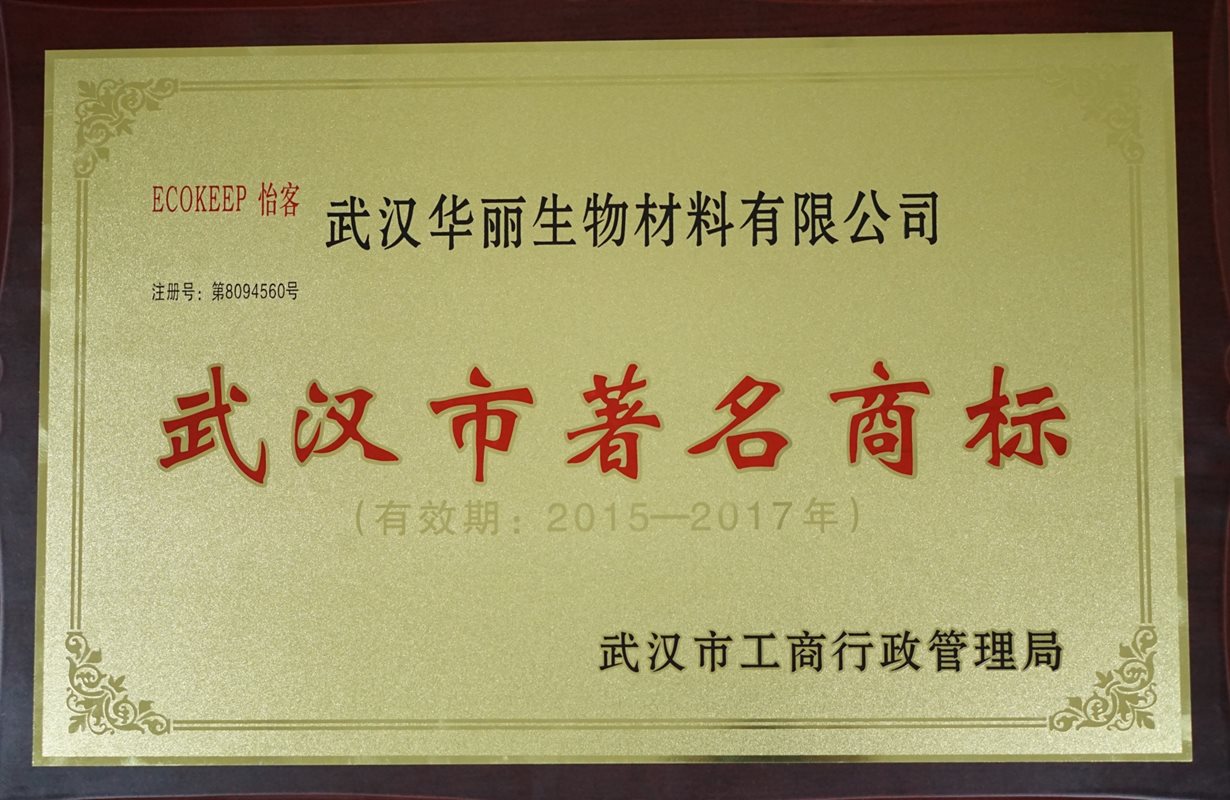 ECOKEEP 怡客
武汉华丽生物材料有限公司
注册号：第8094560号
武汉市著名商标
（有效期：2015—2017年）
武汉市工商行政管理局